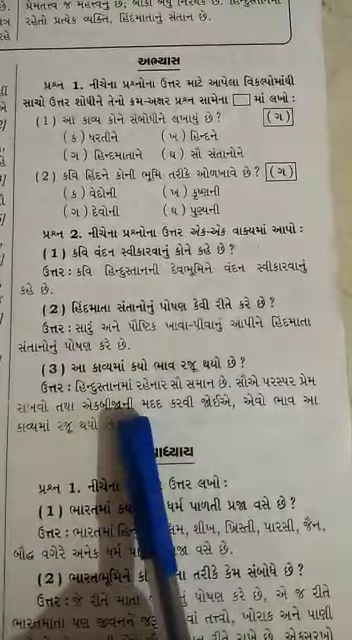 પ્રેમતત્ત્વ જ મહત્ત્વનું છે; બાકી બધું નિરર્થક છે. હિન્દુસ્તાનમાં
રહેતો પ્રત્યેક વ્યક્તિ, હિંદમાતાનું સંતાન છે.
અભ્યાસ
પ્રશ્ન 1. નીચેના પ્રશ્નોના ઉત્તર માટે આપેલા વિકલ્પોમાંથી
સાચો ઉત્તર શોધીને તેનો ક્રમ-અક્ષર પ્રશ્ન સામેના માં લખો :
(1) આ કાવ્ય કોને સંબોધીને લખાયું છે ? (ગ)
(ક) ધરતીને (ખ) હિન્દને
(ગ) હિન્દમાતાને (ઘ) સૌ સંતાનોને
(2) કવિ હિંદને કોની ભૂમિ તરીકે ઓળખાવે છે ? (ગ)
(ક) વેદોની (ખ) કૃષ્ણની
(ગ) દેવોની (ઘ) પુણ્યની
પ્રશ્ન 2. નીચેના પ્રશ્નોના ઉત્તર એક-એક વાક્યમાં આપો :
(1) કવિ વંદન સ્વીકારવાનું કોને કહે છે ?
ઉત્તર : કવિ હિન્દુસ્તાનની દેવભૂમિને વંદન સ્વીકારવાનું
કહે છે.
(2) હિંદમાતા સંતાનોનું પોષણ કેવી રીતે કરે છે ?
ઉત્તર : સારું અને પૌષ્ટિક ખાવા-પીવાનું આપીને હિંદમાતા
સંતાનોનું પોષણ કરે છે.
(3) આ કાવ્યમાં કયો ભાવ રજૂ થયો છે ?
ઉત્તર : હિન્દુસ્તાનમાં રહેનાર સૌ સમાન છે. સૌએ પરસ્પર પ્રેમ
રાખવો તથા એકબીજાની મદદ કરવી જોઈએ, એવો ભાવ આ
કાવ્યમાં રજૂ થયો
પ્રશ્ન 1. નીચેના ઉત્તર લખો :
(1) ભારતમાં ધર્મ પાળતી પ્રજા વસે છે ?
ઉત્તર : ભારતમાં શીખ, ખ્રિસ્તી, પારસી, જૈન,
બૌદ્ધ વગેરે અનેક ધર્મ વસે છે.
(2) ભારતભૂમિને તરીકે કેમ સંબોધે છે ?
ઉત્તર : જે રીતે માતા પોષણ કરે છે, એ જ રીતે
ભારતમાતા પણ જીવનને તત્ત્વો, ખોરાક અને પાણી